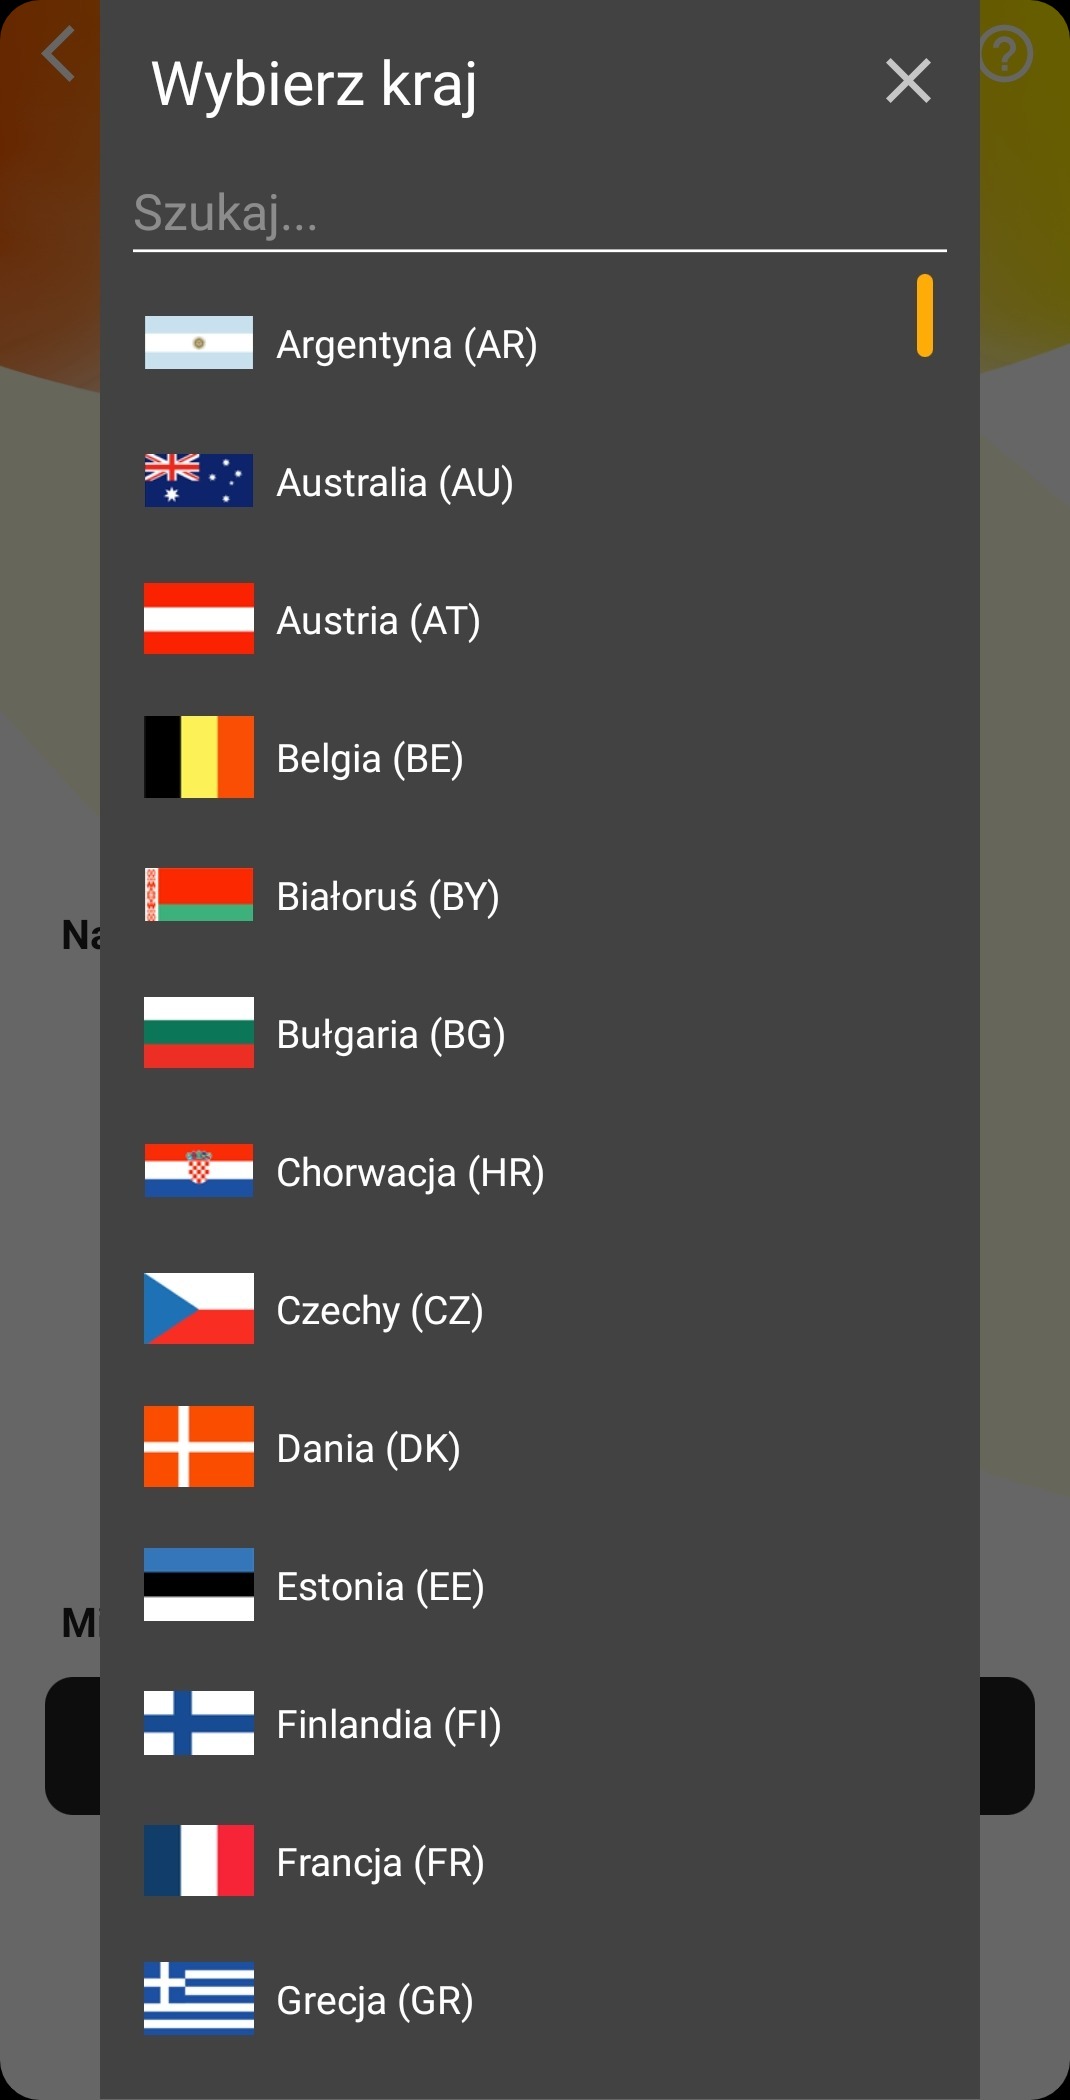 Wybierz kraj
Szukaj...
Argentyna (AR)
Australia (AU)
Austria (AT)
Belgia (BE)
Białoruś (BY)
Na
Bułgaria (BG)
Chorwacja (HR)
Czechy (CZ)
Dania (DK)
Estonia (EE)
Mi
Finlandia (FI)
Francja (FR)
Grecja (GR)